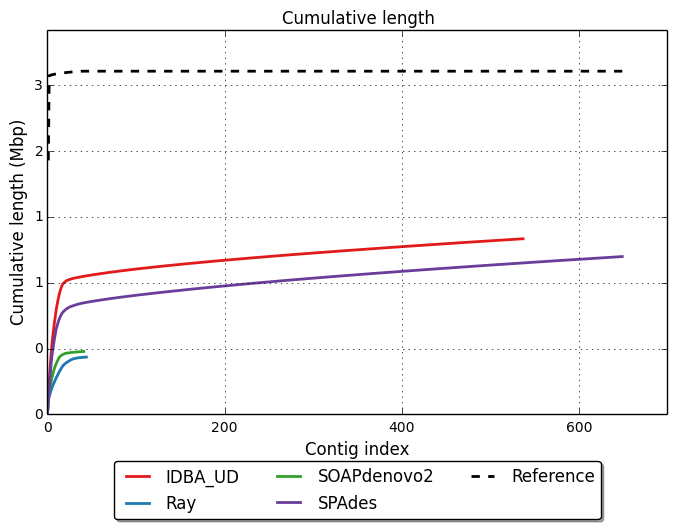 Cumulative length
Cumulative length (Mbp)
3
2
1
1
0
0
0 200 400 600
Contig index
IDBA_UD SOAPdenovo2 Reference
Ray SPAdes